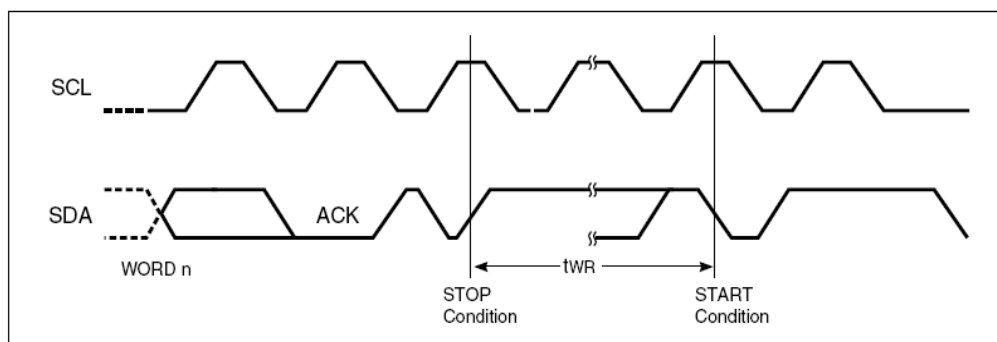 SCL
SDA
ACK
WORD n
tWR
STOP
Condition
START
Condition